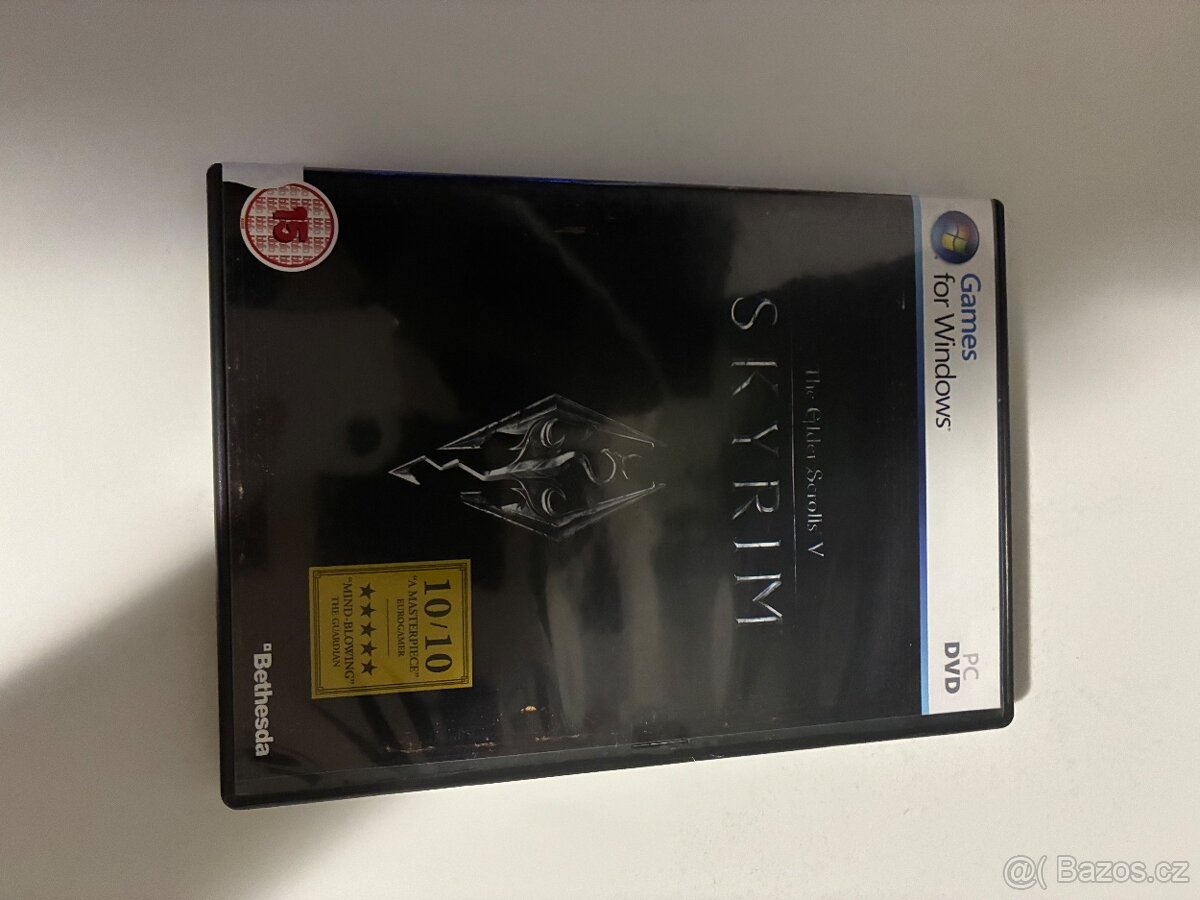 Games
for Windows®
PC
DVD
The Elder Scrolls V
SKYRIM
10/10
"A MASTERPIECE"
EUROGAMER
★★★★★
"MIND-BLOWING"
THE GUARDIAN
15
Bethesda
@( Bazos.cz